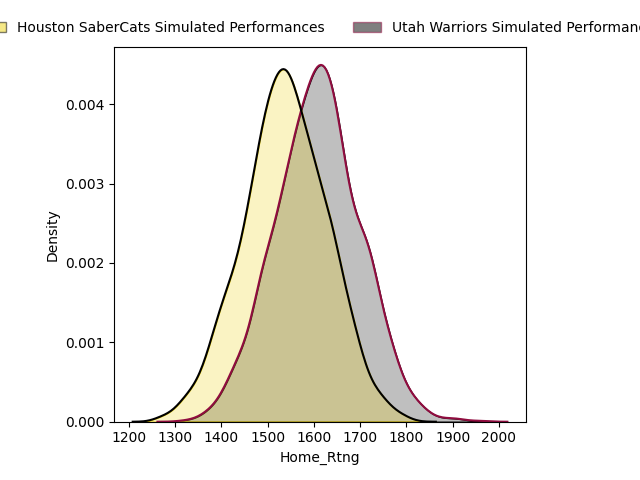 Houston SaberCats Simulated Performances
Utah Warriors Simulated
0.004
0.003
0.002
0.001
0.000
Density
1200 1300 1400 1500 1600 1700 1800 1900 2000
Home_Rtng